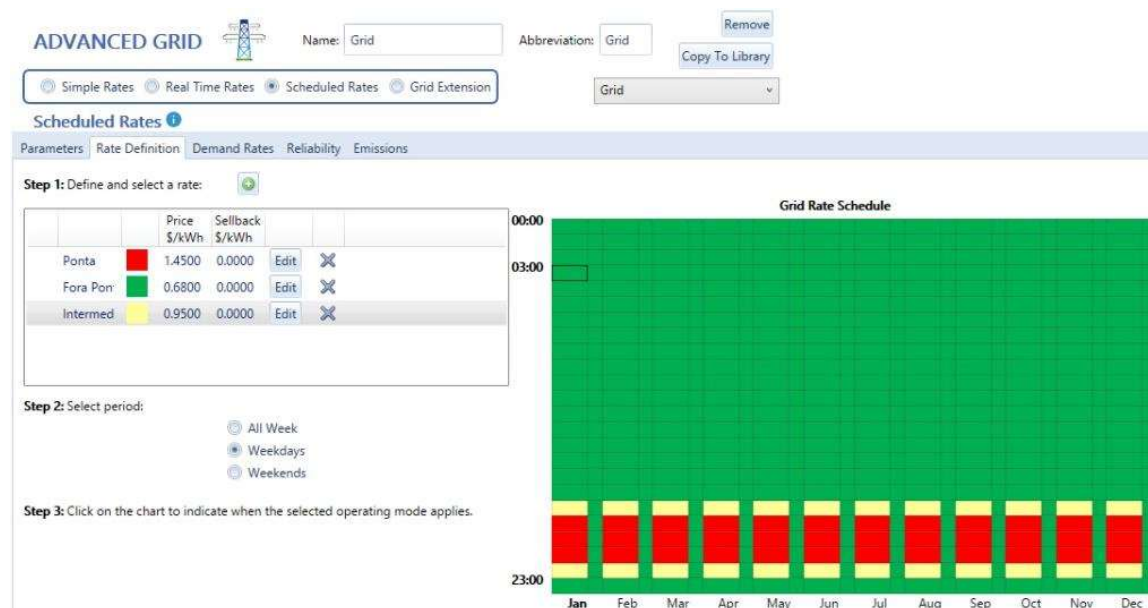 ADVANCED GRID Name: Grid Abbreviation: Grid Remove
Copy To Library
Simple Rates Real Time Rates Scheduled Rates Grid Extension Grid
Scheduled Rates i
Parameters Rate Definition Demand Rates Reliability Emissions
Step 1: Define and select a rate:
Grid Rate Schedule
Price Sellback
$/kWh $/kWh
00:00
Ponta 1.4500 0.0000 Edit
03:00
Fora Pon 0.6800 0.0000 Edit
Intermed 0.9500 0.0000 Edit
Step 2: Select period:
All Week
Weekdays
Weekends
Step 3: Click on the chart to indicate when the selected operating mode applies.
23:00
Jan Feb Mar Apr May Jun Jul Aug Sep Oct Nov Dec